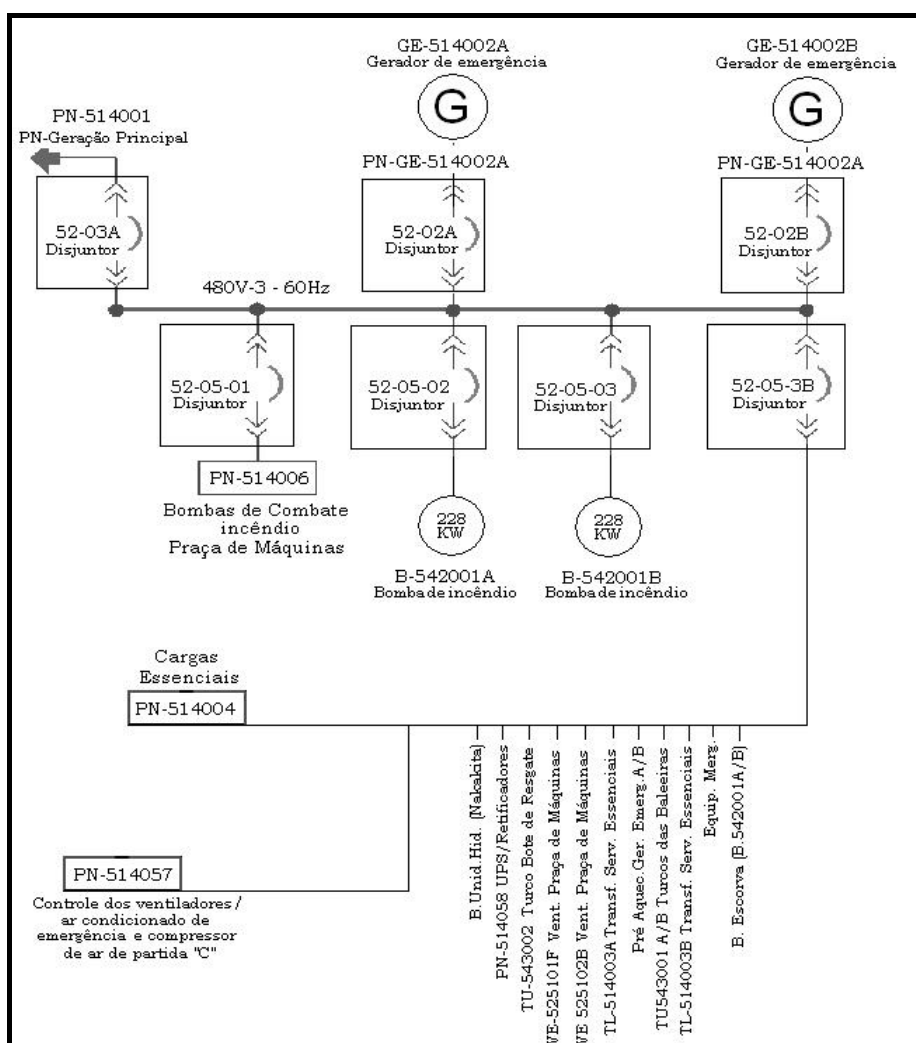 GE-514002A
Gerador de emergência
GE-514002B
Gerador de emergência
G
G
PN-514001
PN-Geração Principal
PN-GE-514002A
PN-GE-514002A
52-03A
Disjuntor
52-02A
Disjuntor
52-02B
Disjuntor
480V-3 - 60Hz
52-05-01
Disjuntor
52-05-02
Disjuntor
52-05-03
Disjuntor
52-05-3B
Disjuntor
PN-514006
Bombas de Combate
incêndio
Praça de Máquinas
228
KW
228
KW
B-542001A
Bomba de incêndio
B-542001B
Bomba de incêndio
Cargas
Essenciais
PN-514004
PN-514057
Controle dos ventiladores/
ar condicionado de
emergência e compressor
de ar de partida "C"
B.Unid.Hid. (Nakakita)
PN-514058 UPS/Retificadores
TU-543002 Turco Bote de Resgate
VE-525101F Vent. Praça de Máquinas
VE 525102B Vent. Praça de Máquinas
TL-514003A Transf. Serv. Essenciais
Pré Aquec.Ger. Emerg.A/B
TU543001 A/B Turcos das Baleeiras
TL-514003B Transf. Serv. Essenciais
Equip. Merg.
B. Escorva (B.542001A/B)